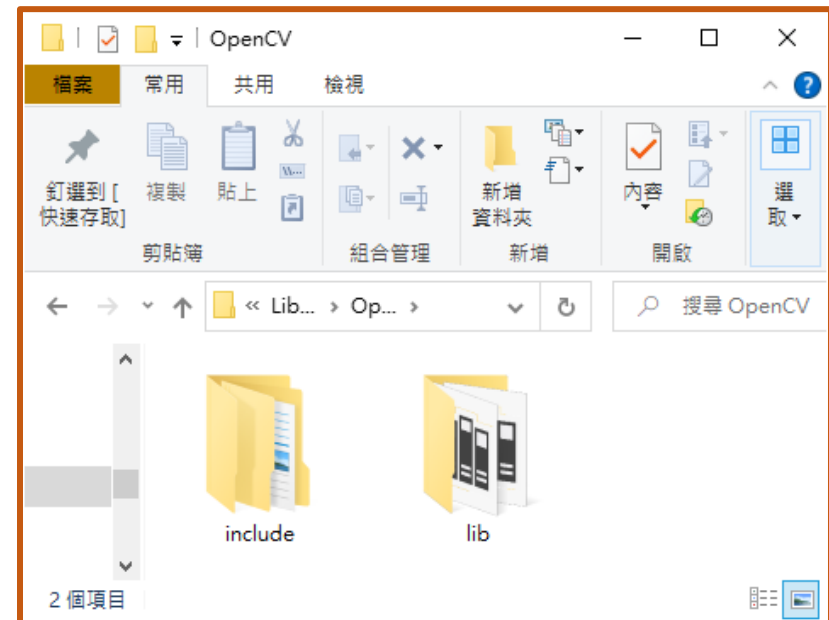 OpenCV
檔案 常用 共用 檢視
釘選到 [
快速存取]
複製
貼上
新增
資料夾
內容
選
取
剪貼簿 組合管理 新增 開啟
« Lib... › Op... ›
搜尋 OpenCV
include lib
2 個項目